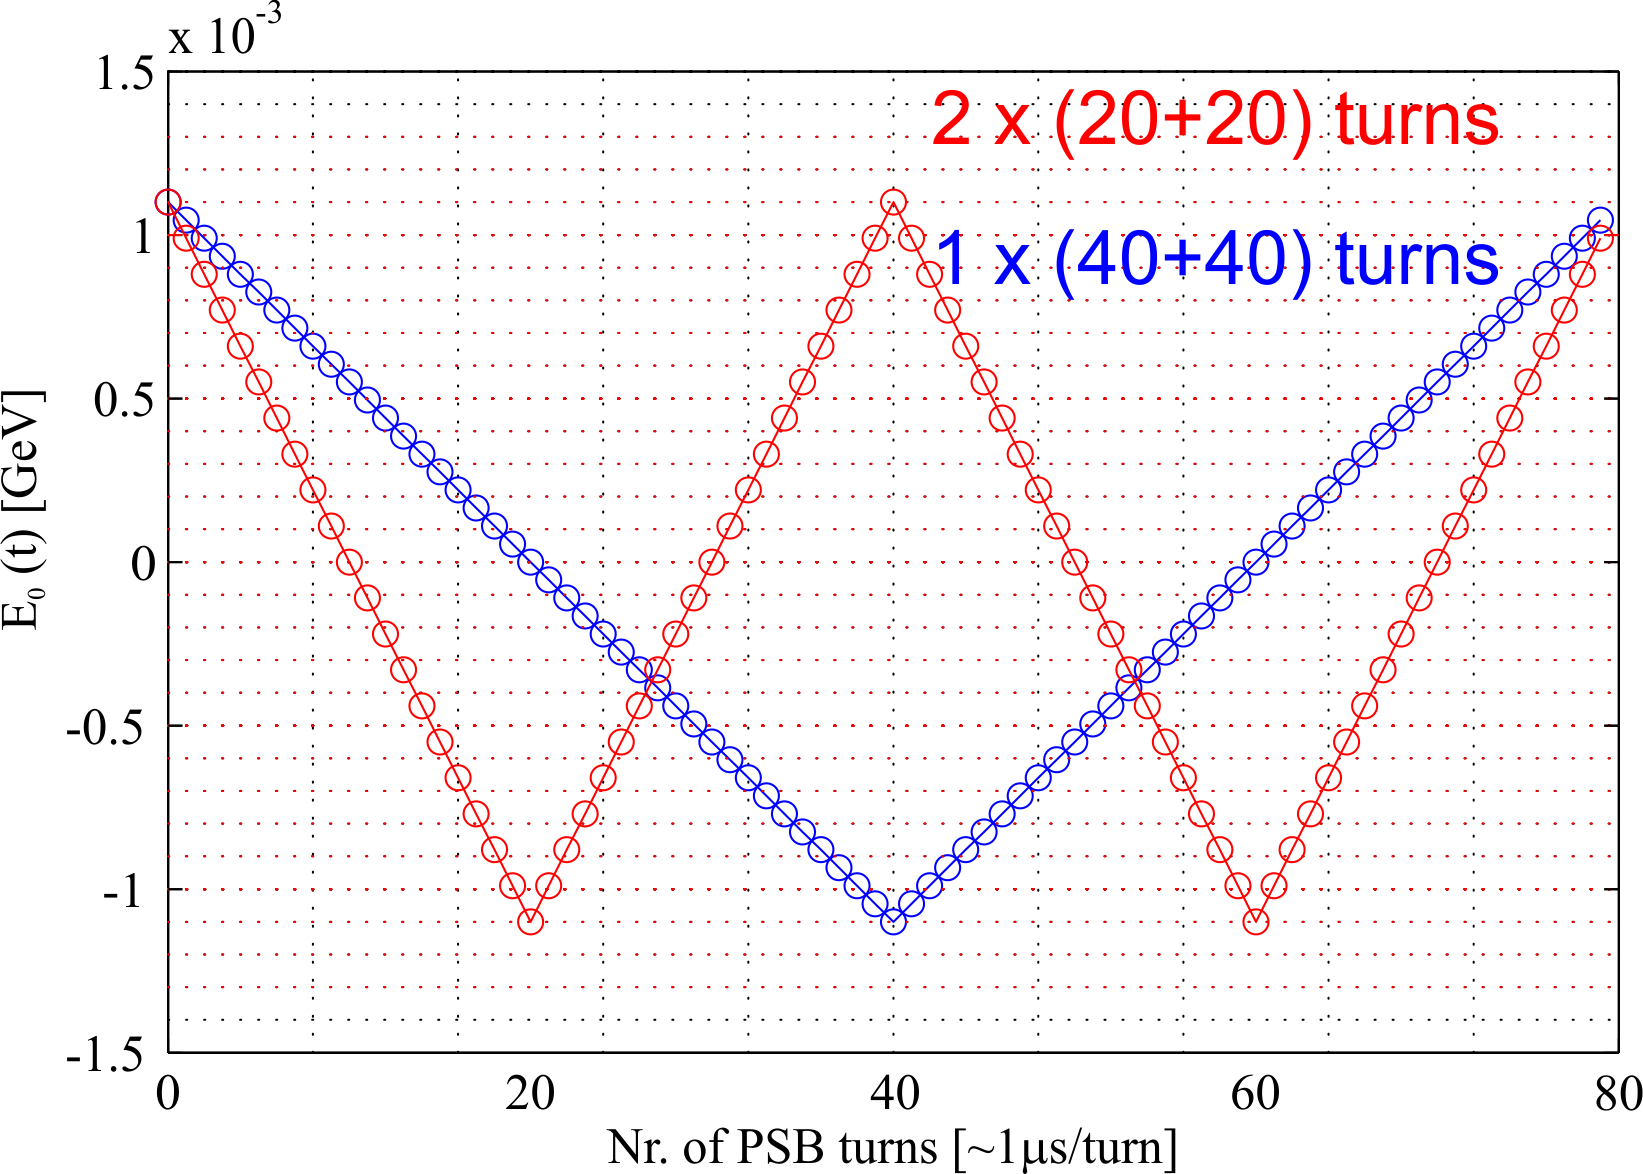 x 10⁻³
1.5
2 x (20+20) turns
1
1 x (40+40) turns
0.5
0
-0.5
-1
-1.5
E₀ (t) [GeV]
0 20 40 60 80
Nr. of PSB turns [~1μs/turn]